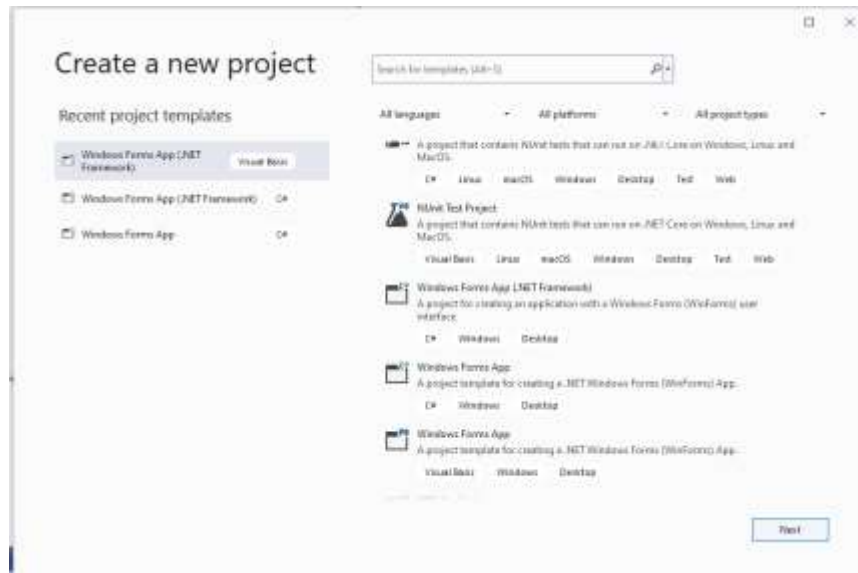 Create a new project
Search for templates (Alt+S)
Recent project templates
All languages
All platforms
All project types
Windows Forms App (.NET
Framework)
Visual Basic
Windows Forms App (.NET Framework)
C#
Windows Forms App
C#
A project that contains NUnit tests that can run on .NET Core on Windows, Linux and
MacOS.
C# Linux macOS Windows Desktop Test Web
NUnit Test Project
A project that contains NUnit tests that can run on .NET Core on Windows, Linux and
MacOS.
Visual Basic Linux macOS Windows Desktop Test Web
Windows Forms App (.NET Framework)
A project for creating an application with a Windows Forms (WinForms) user
interface
C# Windows Desktop
Windows Forms App
A project template for creating a .NET Windows Forms (WinForms) App.
C# Windows Desktop
Windows Forms App
A project template for creating a .NET Windows Forms (WinForms) App.
Visual Basic Windows Desktop
Next